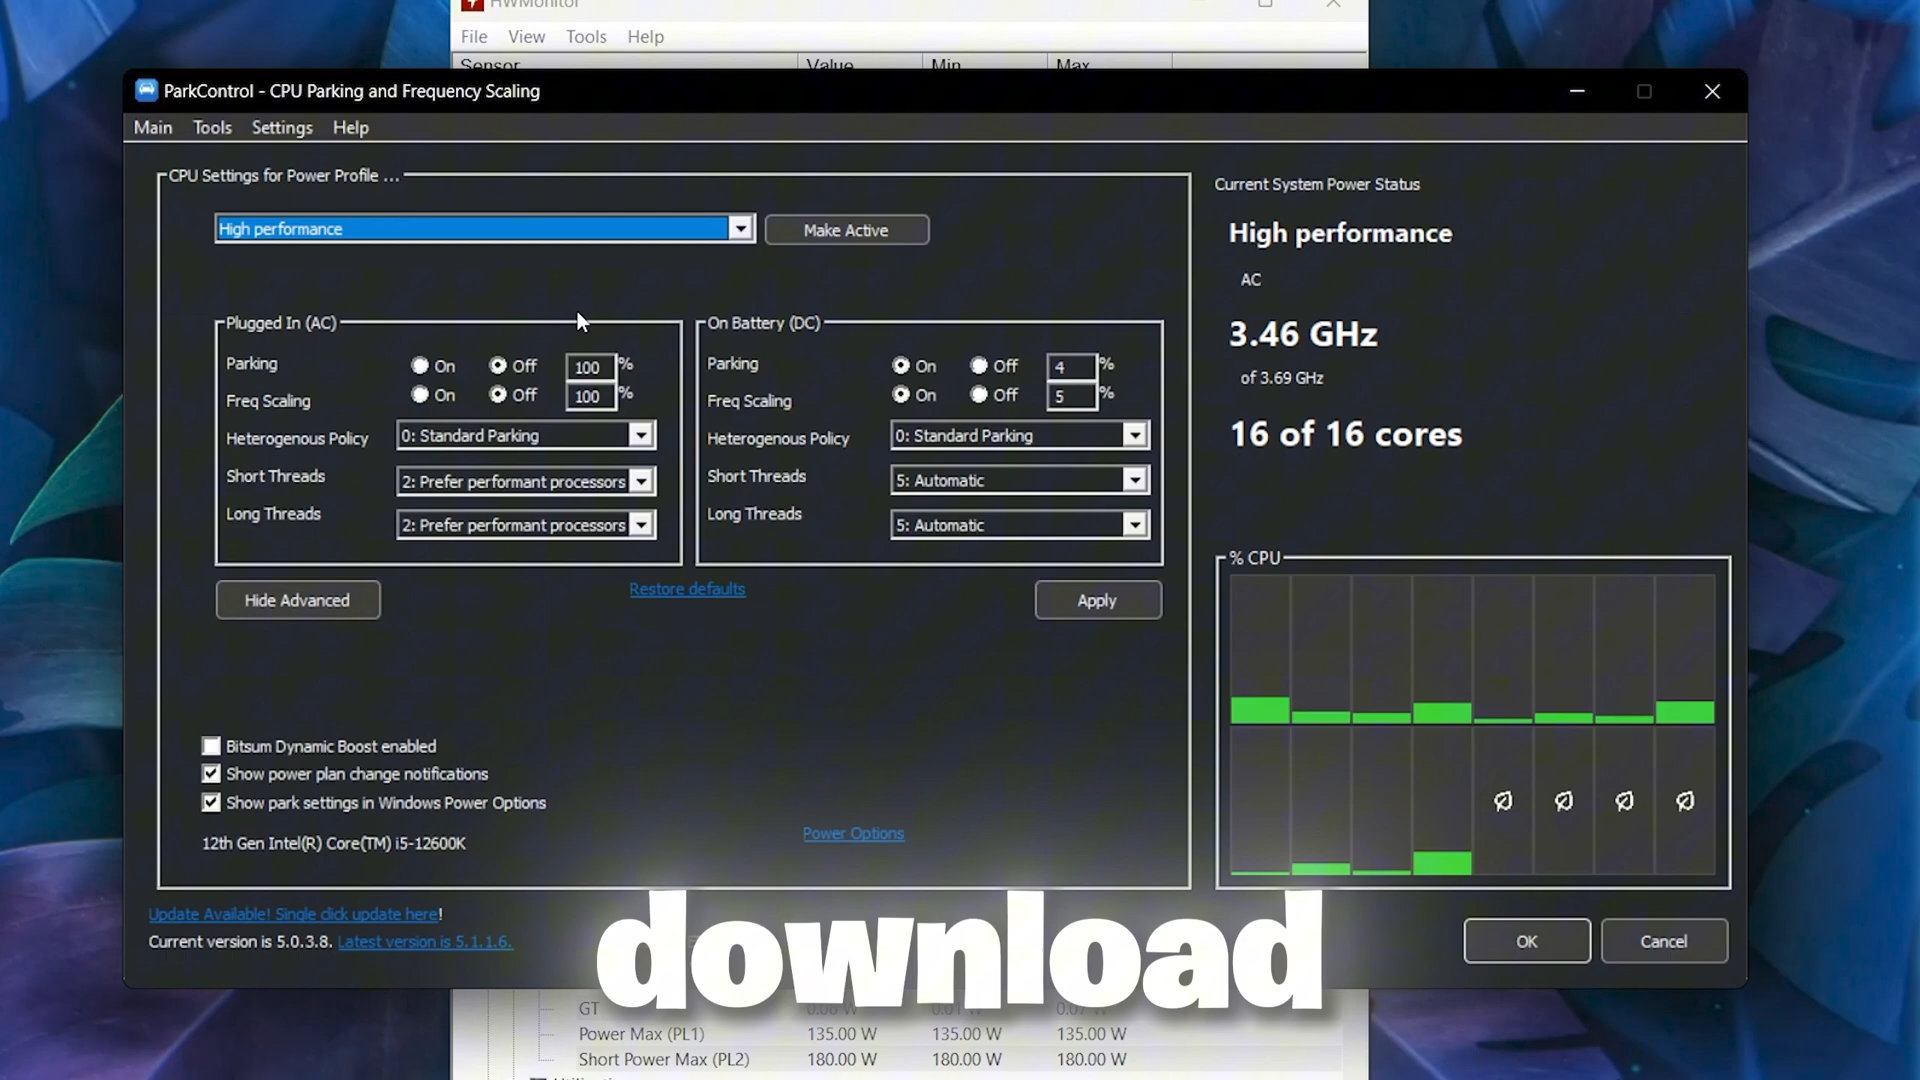 HWMonitor
File View Tools Help
Sensor Value Min Max
ParkControl - CPU Parking and Frequency Scaling
Main Tools Settings Help
CPU Settings for Power Profile ...
High performance
Make Active
Plugged In (AC)
Parking On Off 100 %
Freq Scaling On Off 100 %
Heterogenous Policy 0: Standard Parking
Short Threads 2: Prefer performant processors
Long Threads 2: Prefer performant processors
On Battery (DC)
Parking On Off 4 %
Freq Scaling On Off 5 %
Heterogenous Policy 0: Standard Parking
Short Threads 5: Automatic
Long Threads 5: Automatic
Hide Advanced
Restore defaults
Apply
Bitsum Dynamic Boost enabled
Show power plan change notifications
Show park settings in Windows Power Options
12th Gen Intel(R) Core(TM) i5-12600K
Power Options
Current System Power Status
High performance
AC
3.46 GHz
of 3.69 GHz
16 of 16 cores
% CPU
Update Available! Single click update here!
Current version is 5.0.3.8. Latest version is 5.1.1.6.
OK
Cancel
download
GT
Power Max (PL1) 135.00 W 135.00 W 135.00 W
Short Power Max (PL2) 180.00 W 180.00 W 180.00 W